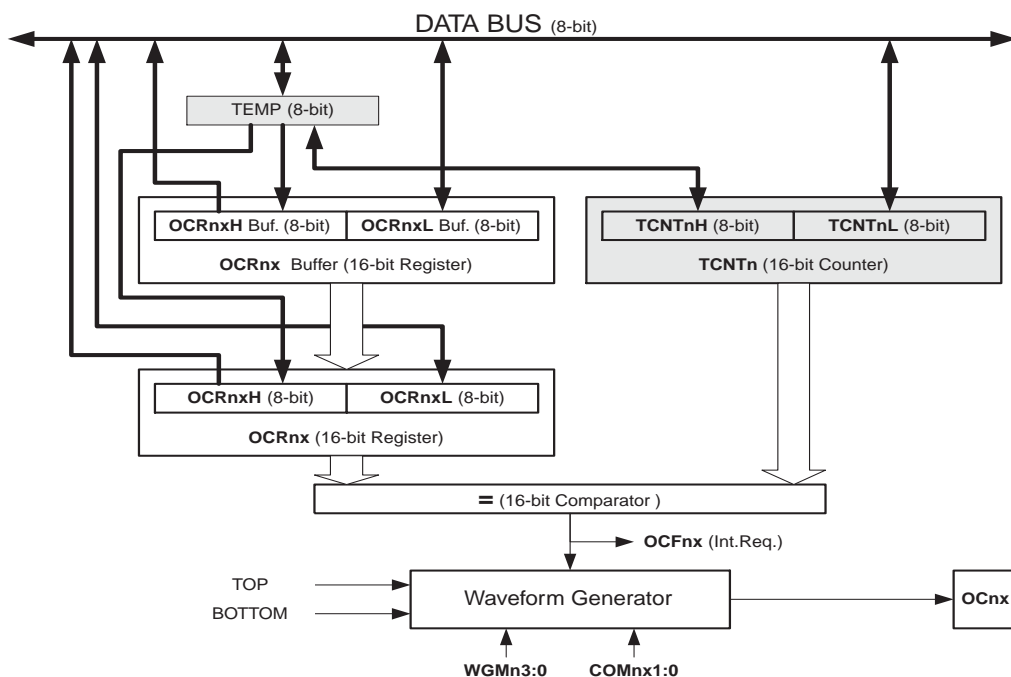 DATA BUS (8-bit)
TEMP (8-bit)
OCRnxH Buf. (8-bit)
OCRnxL Buf. (8-bit)
TCNTnH (8-bit)
TCNTnL (8-bit)
OCRnx Buffer (16-bit Register)
TCNTn (16-bit Counter)
OCRnxH (8-bit)
OCRnxL (8-bit)
OCRnx (16-bit Register)
= (16-bit Comparator )
OCFnx (Int.Req.)
TOP
BOTTOM
Waveform Generator
OCnx
WGMn3:0
COMnx1:0